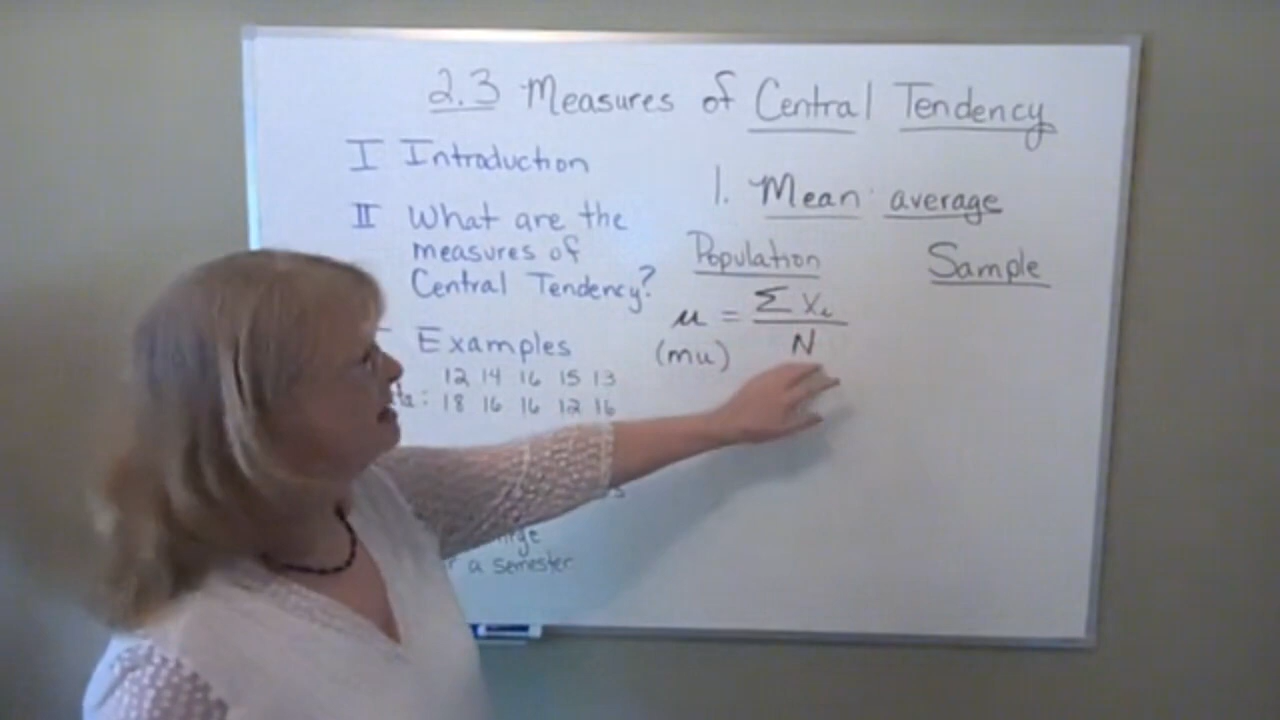 2.3 Measures of Central Tendency
I Introduction
II What are the
measures of
Central Tendency?
Examples
12 14 16 15 13
18 16 16 12 16
a semester
1. Mean average
Population
μ = Σ Xi / N
(mu)
Sample